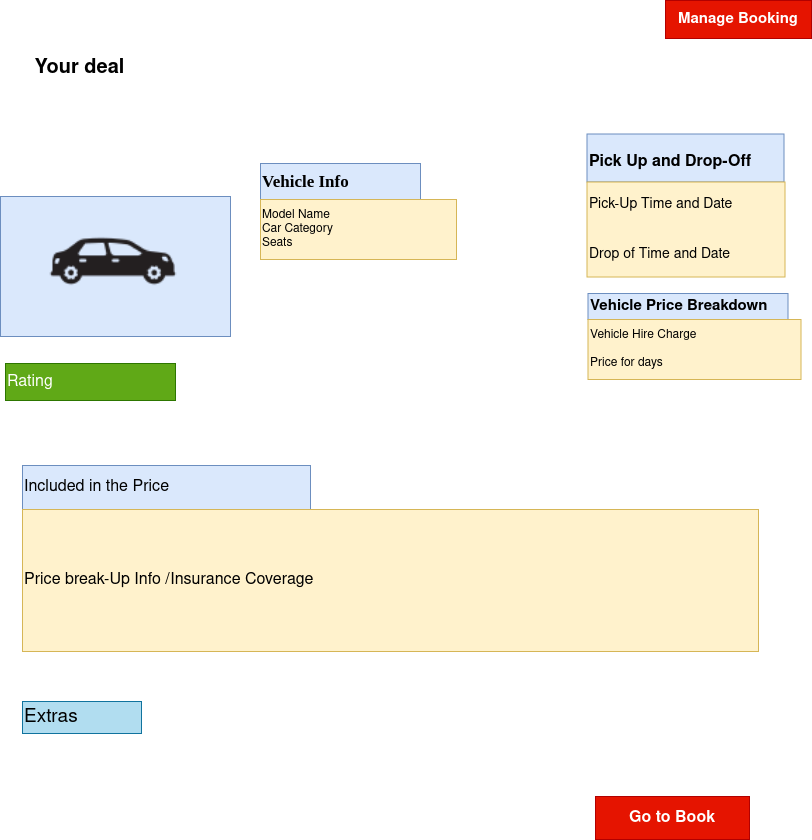 Manage Booking
Your deal
Vehicle Info
Model Name
Car Category
Seats
Pick Up and Drop-Off
Pick-Up Time and Date
Drop of Time and Date
Vehicle Price Breakdown
Vehicle Hire Charge
Price for days
Rating
Included in the Price
Price break-Up Info /Insurance Coverage
Extras
Go to Book